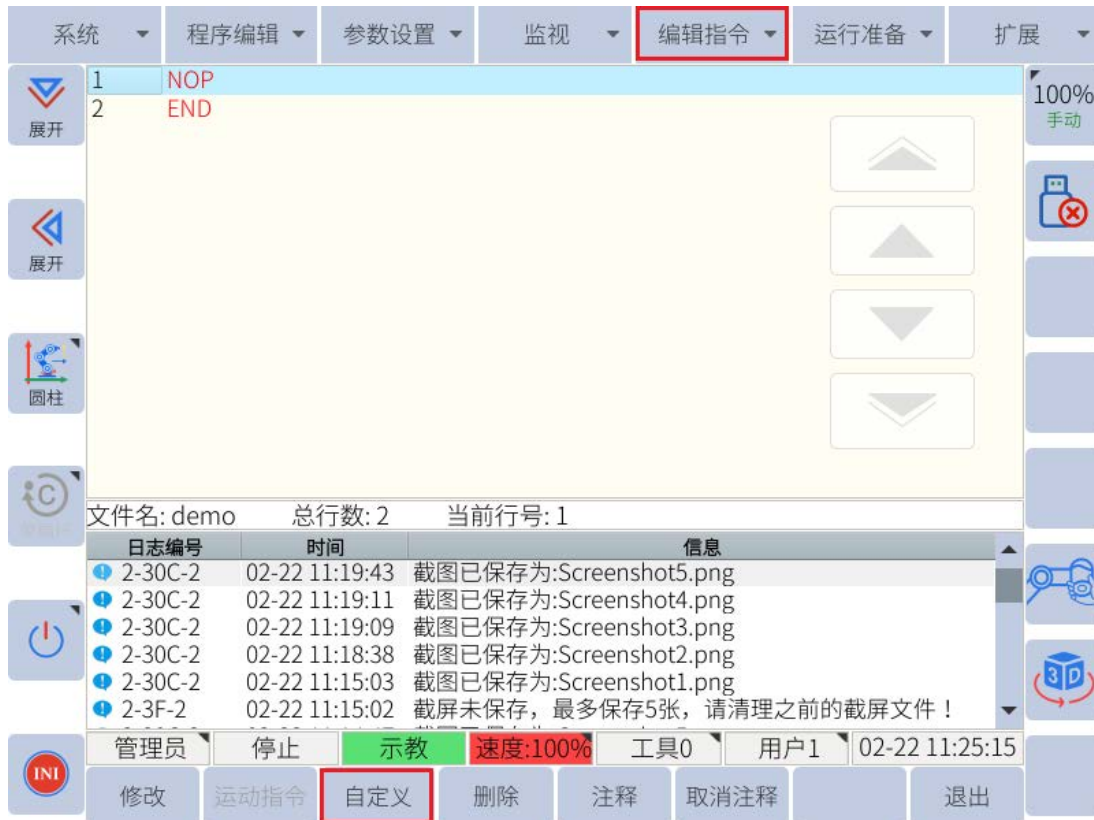 系统 程序编辑 参数设置 监视 编辑指令 运行准备 扩展
展开
展开
圆柱
1 NOP
2 END
100%
手动
文件名: demo 总行数: 2 当前行号: 1
日志编号 时间 信息
2-30C-2 02-22 11:19:43 截图已保存为:Screenshot5.png
2-30C-2 02-22 11:19:11 截图已保存为:Screenshot4.png
2-30C-2 02-22 11:19:09 截图已保存为:Screenshot3.png
2-30C-2 02-22 11:18:38 截图已保存为:Screenshot2.png
2-30C-2 02-22 11:15:03 截图已保存为:Screenshot1.png
2-3F-2 02-22 11:15:02 截屏未保存，最多保存5张，请清理之前的截屏文件！
3D
管理员 停止 示教 速度:100% 工具0 用户1 02-22 11:25:15
INI
修改 运动指令 自定义 删除 注释 取消注释 退出